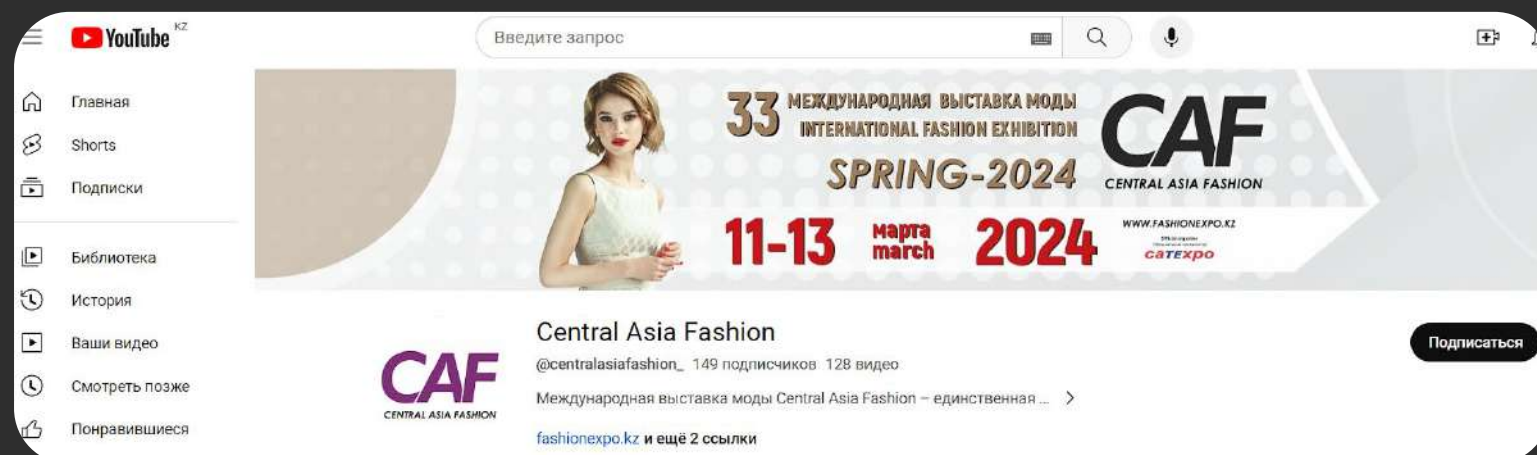 YouTube KZ
Введите запрос
Главная
Shorts
Подписки
Библиотека
История
Ваши видео
Смотреть позже
Понравившиеся
33 МЕЖДУНАРОДНАЯ ВЫСТАВКА МОДЫ
INTERNATIONAL FASHION EXHIBITION
SPRING-2024
CAF
CENTRAL ASIA FASHION
11-13 марта march 2024
WWW.FASHIONEXPO.KZ
CATEXPO
CAF
CENTRAL ASIA FASHION
Central Asia Fashion
@centralasiafashion_ 149 подписчиков 128 видео
Международная выставка моды Central Asia Fashion – единственная ...
fashionexpo.kz и ещё 2 ссылки
Подписаться